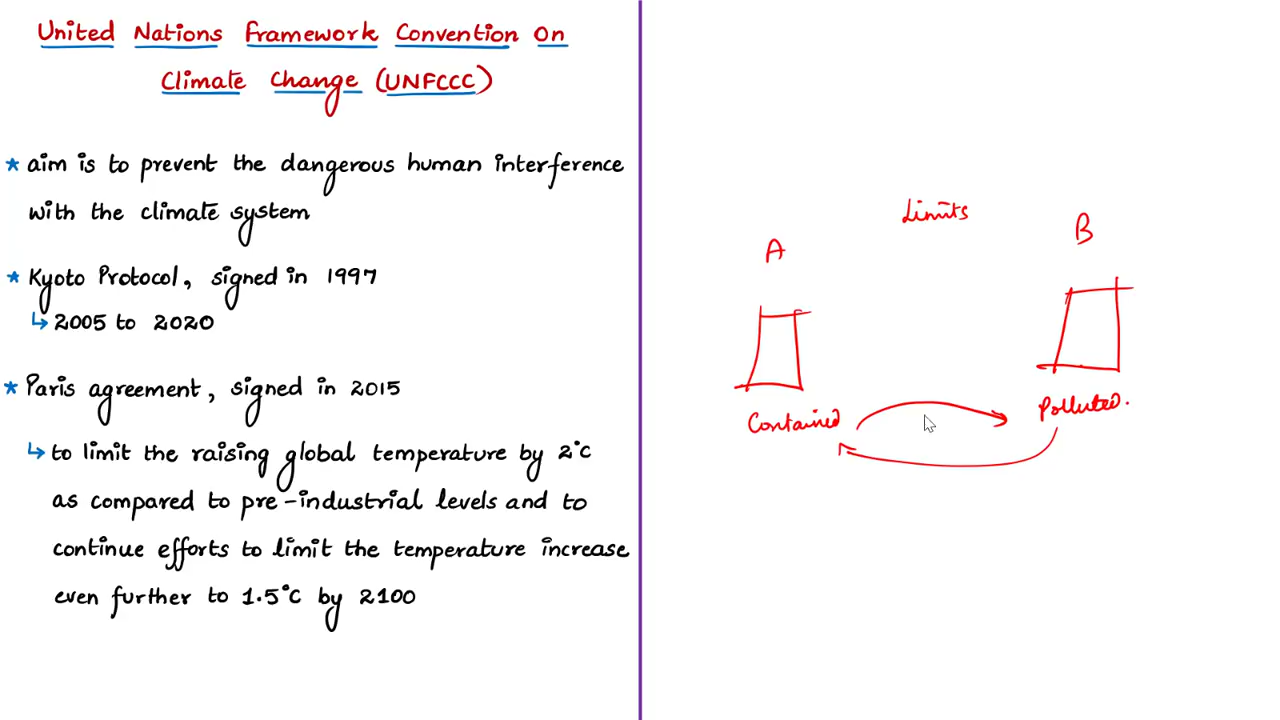 United Nations Framework Convention On
Climate Change (UNFCCC)
* aim is to prevent the dangerous human interference
with the climate system
* Kyoto Protocol, signed in 1997
↳ 2005 to 2020
* Paris agreement, signed in 2015
↳ to limit the raising global temperature by 2°C
as compared to pre-industrial levels and to
continue efforts to limit the temperature increase
even further to 1.5°C by 2100
Limits
A
B
Contained
Polluted.